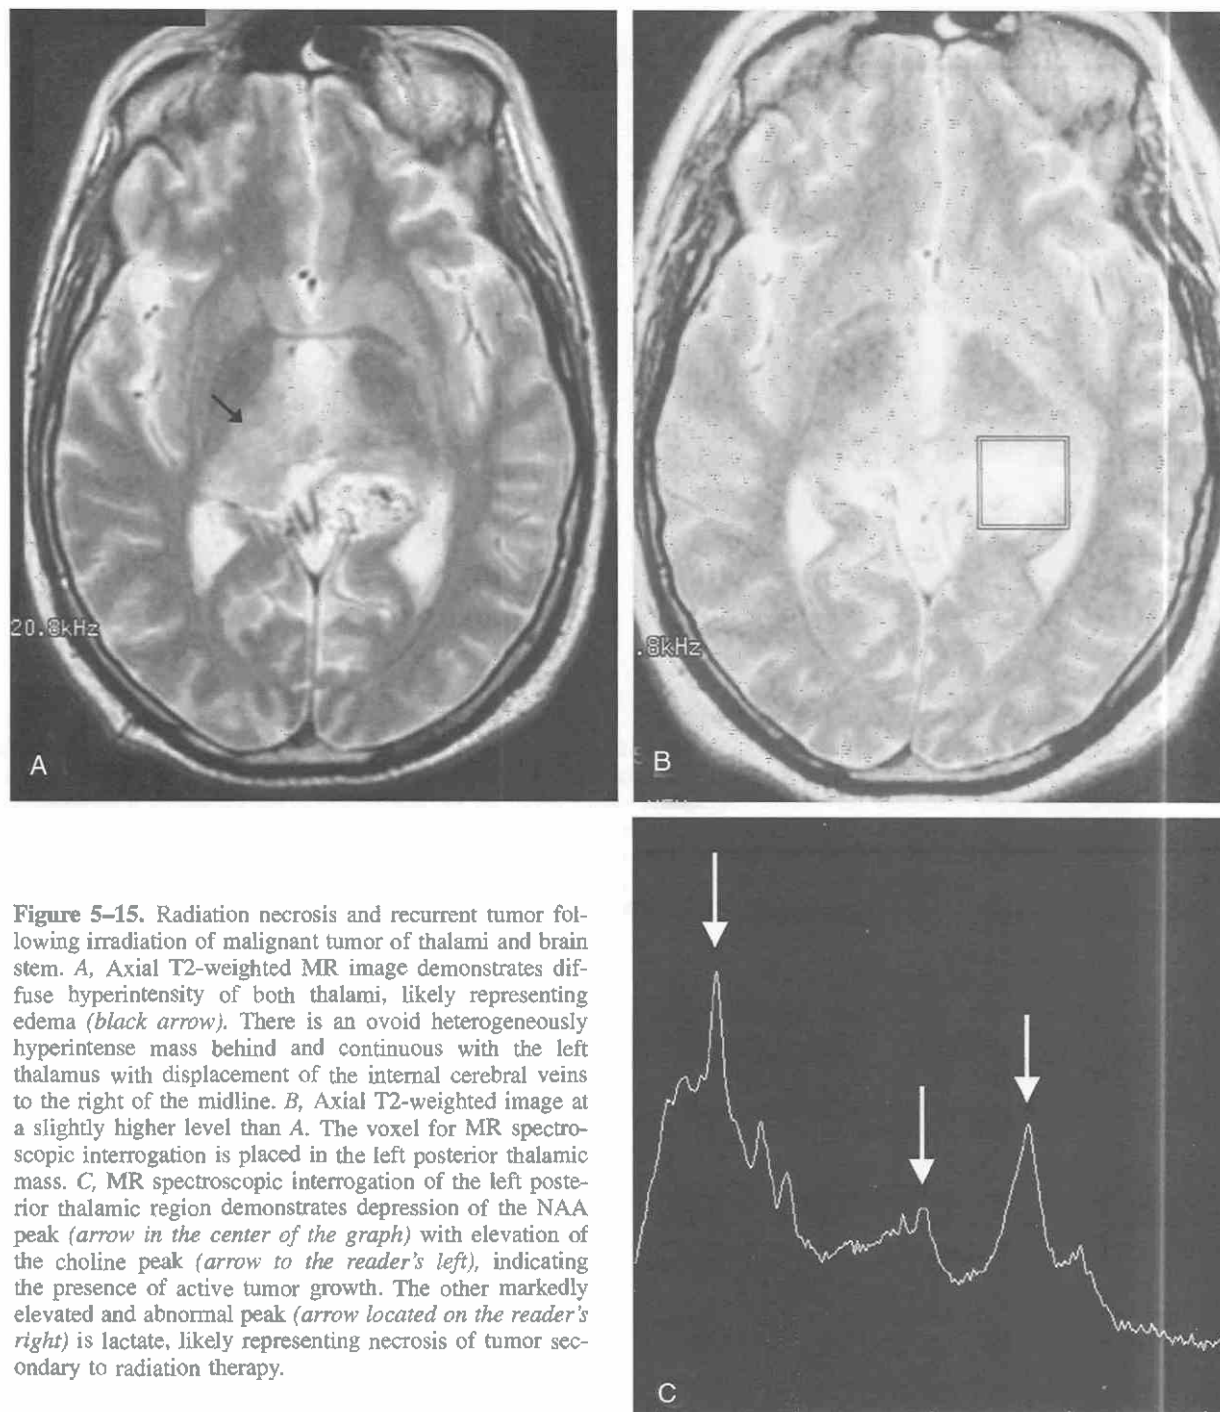 20.8kHz
A
.8kHz
B
Figure 5–15. Radiation necrosis and recurrent tumor fol-
lowing irradiation of malignant tumor of thalami and brain
stem. A, Axial T2-weighted MR image demonstrates dif-
fuse hyperintensity of both thalami, likely representing
edema (black arrow). There is an ovoid heterogeneously
hyperintense mass behind and continuous with the left
thalamus with displacement of the internal cerebral veins
to the right of the midline. B, Axial T2-weighted image at
a slightly higher level than A. The voxel for MR spectro-
scopic interrogation is placed in the left posterior thalamic
mass. C, MR spectroscopic interrogation of the left poste-
rior thalamic region demonstrates depression of the NAA
peak (arrow in the center of the graph) with elevation of
the choline peak (arrow to the reader's left), indicating
the presence of active tumor growth. The other markedly
elevated and abnormal peak (arrow located on the reader's
right) is lactate, likely representing necrosis of tumor sec-
ondary to radiation therapy.
C